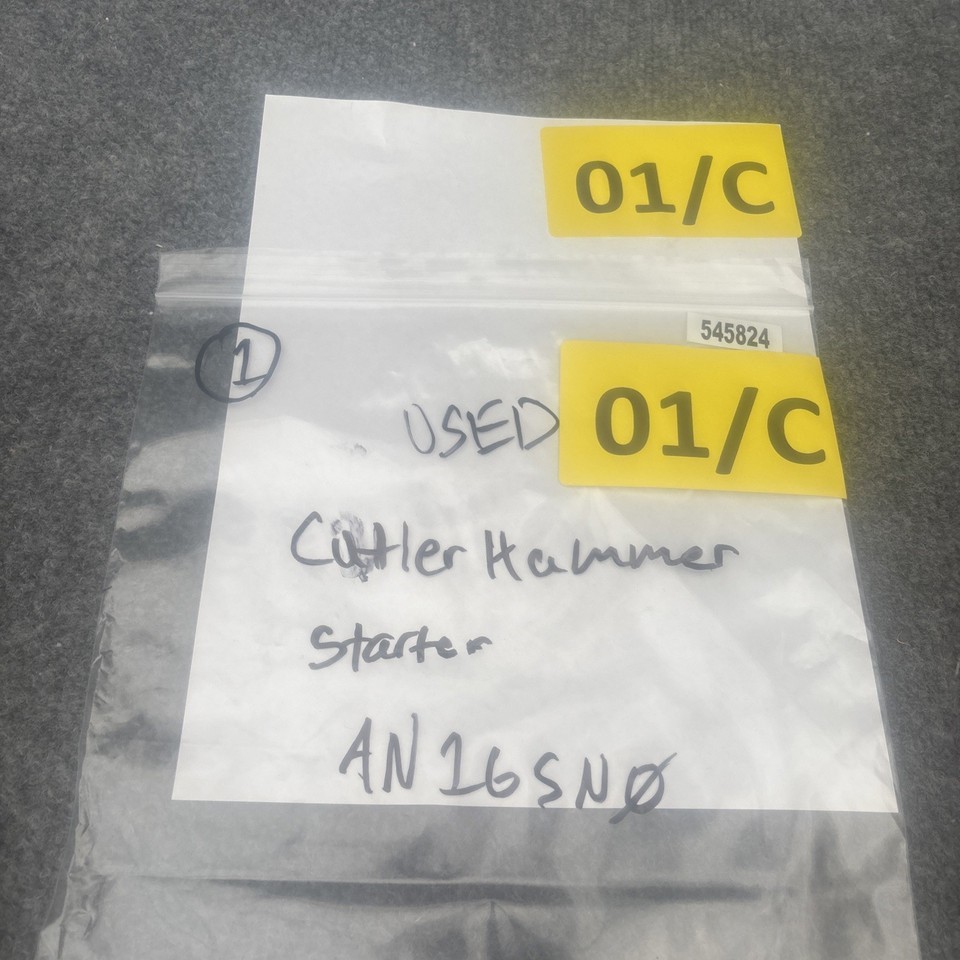 01/C
545824
1
USED 01/C
Cutler Hammer
Starter
AN16SNØ